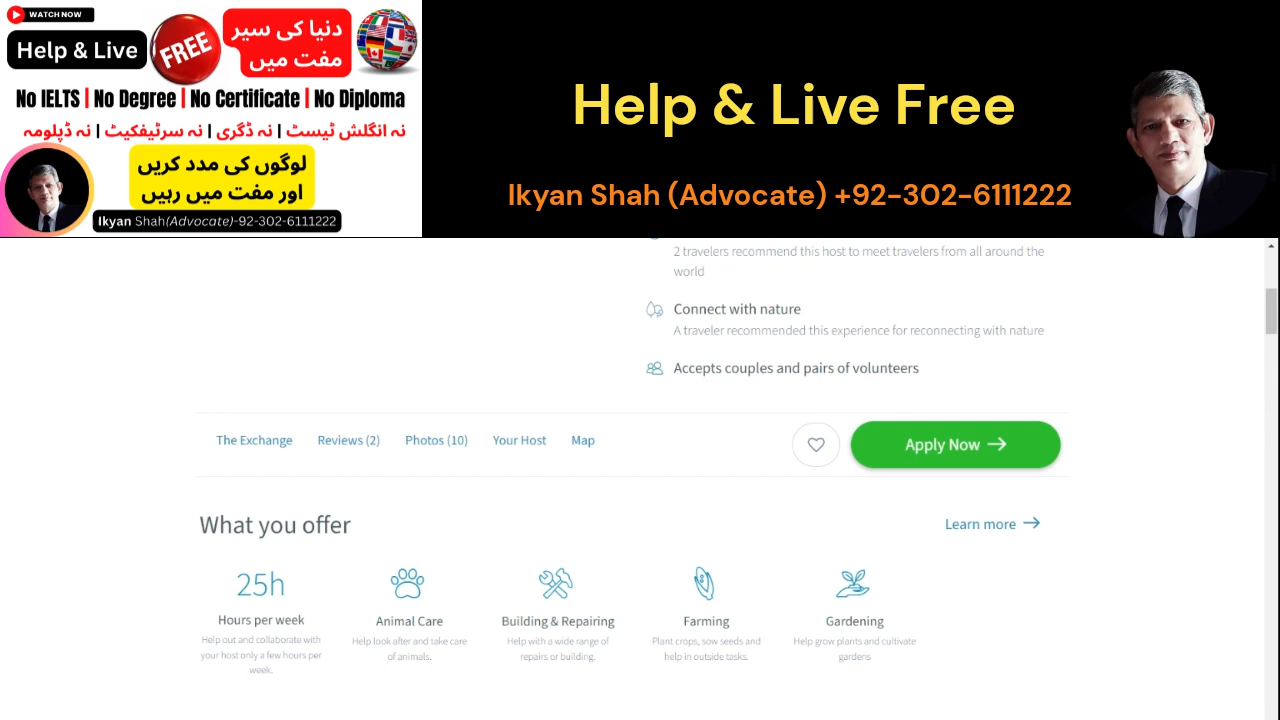 WATCH NOW
Help & Live
FREE
دنیا کی سیر
مفت میں
No IELTS | No Degree | No Certificate | No Diploma
نہ انگلش ٹیسٹ | نہ ڈگری | نہ سرٹیفکیٹ | نہ ڈپلومہ
لوگوں کی مدد کریں
اور مفت میں رہیں
Ikyan Shah(Advocate)-92-302-6111222
Help & Live Free
Ikyan Shah (Advocate) +92-302-6111222
2 travelers recommend this host to meet travelers from all around the
world
Connect with nature
A traveler recommended this experience for reconnecting with nature
Accepts couples and pairs of volunteers
The Exchange Reviews (2) Photos (10) Your Host Map
Apply Now →
What you offer
Learn more →
25h
Hours per week
Help out and collaborate with
your host only a few hours per
week.
Animal Care
Help look after and take care
of animals.
Building & Repairing
Help with a wide range of
repairs or building.
Farming
Plant crops, sow seeds and
help in outside tasks.
Gardening
Help grow plants and cultivate
gardens